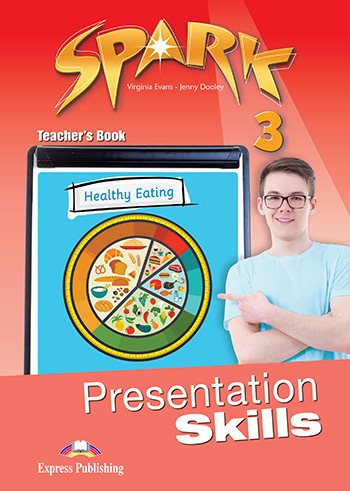 SPARK
Virginia Evans - Jenny Dooley
Teacher's Book
3
Healthy Eating
Presentation
Skills
Express Publishing